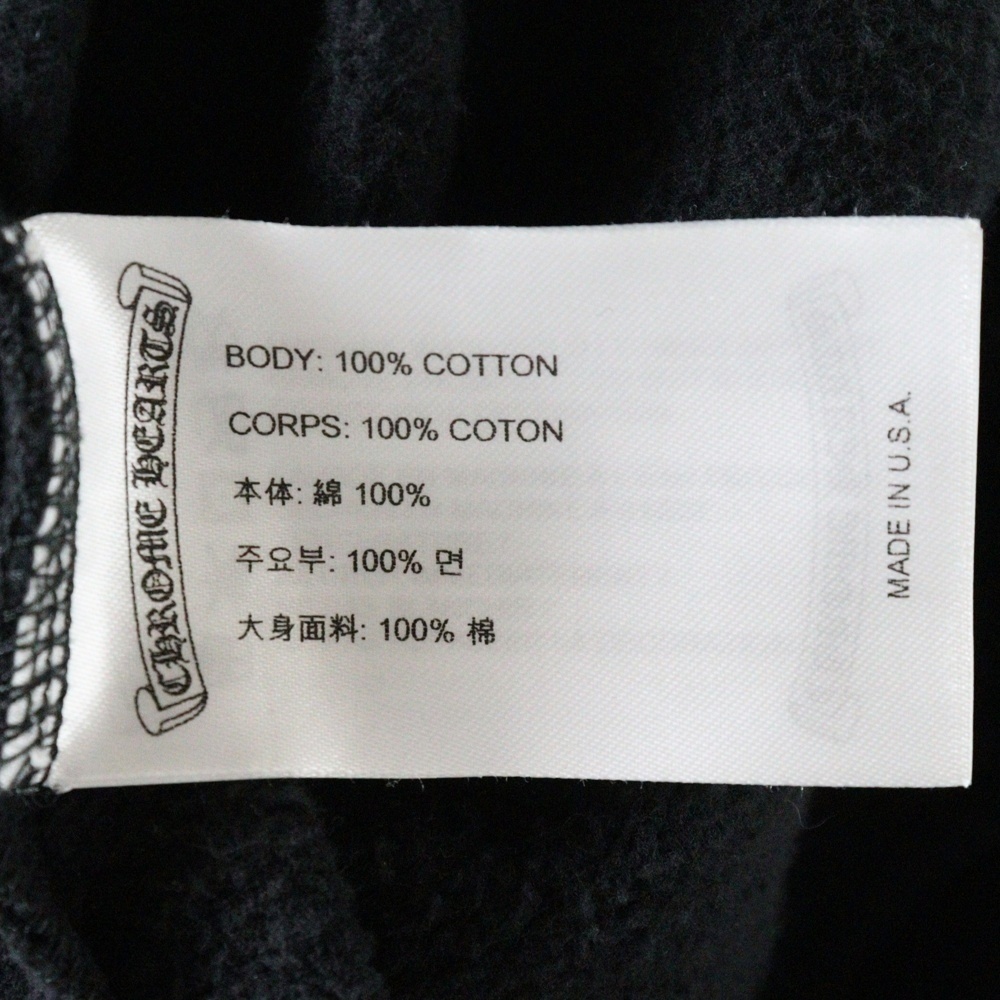 CHROME HEARTS
BODY: 100% COTTON
CORPS: 100% COTON
本体: 綿 100%
주요부: 100% 면
大身面料: 100% 棉
MADE IN U.S.A.